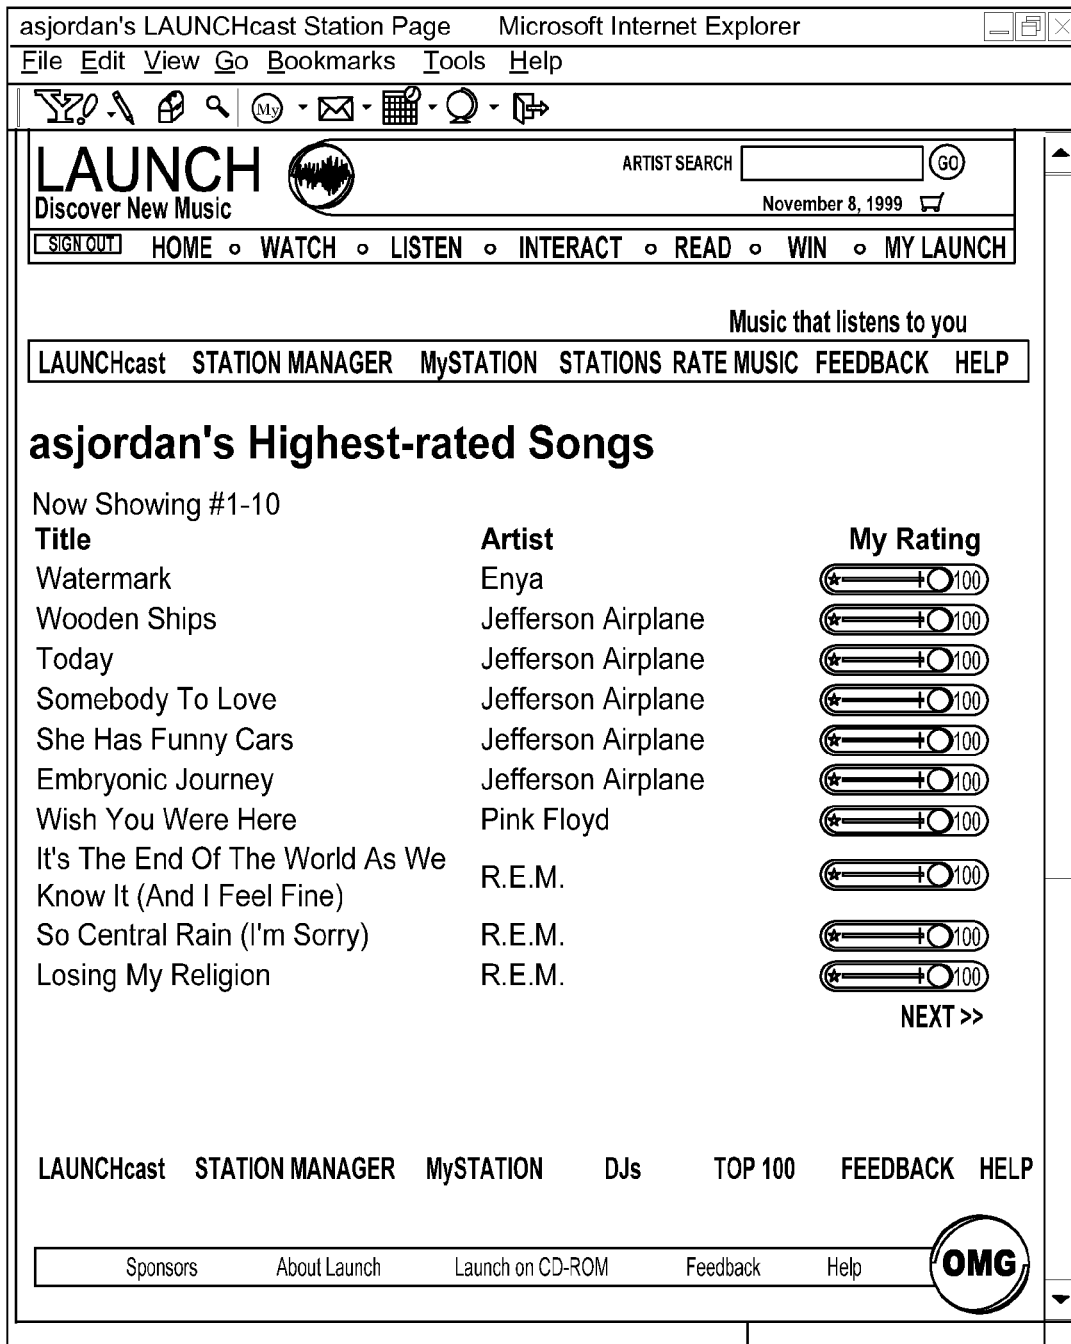 asjordan's LAUNCHcast Station Page Microsoft Internet Explorer
File Edit View Go Bookmarks Tools Help
Y! My
LAUNCH
ARTIST SEARCH GO
Discover New Music
November 8, 1999
SIGN OUT HOME o WATCH o LISTEN o INTERACT o READ o WIN o MY LAUNCH
Music that listens to you
LAUNCHcast STATION MANAGER MySTATION STATIONS RATE MUSIC FEEDBACK HELP
asjordan's Highest-rated Songs
Now Showing #1-10
Title Artist My Rating
Watermark Enya 100
Wooden Ships Jefferson Airplane 100
Today Jefferson Airplane 100
Somebody To Love Jefferson Airplane 100
She Has Funny Cars Jefferson Airplane 100
Embryonic Journey Jefferson Airplane 100
Wish You Were Here Pink Floyd 100
It's The End Of The World As We
Know It (And I Feel Fine) R.E.M. 100
So Central Rain (I'm Sorry) R.E.M. 100
Losing My Religion R.E.M. 100
NEXT >>
LAUNCHcast STATION MANAGER MySTATION DJs TOP 100 FEEDBACK HELP
Sponsors About Launch Launch on CD-ROM Feedback Help OMG